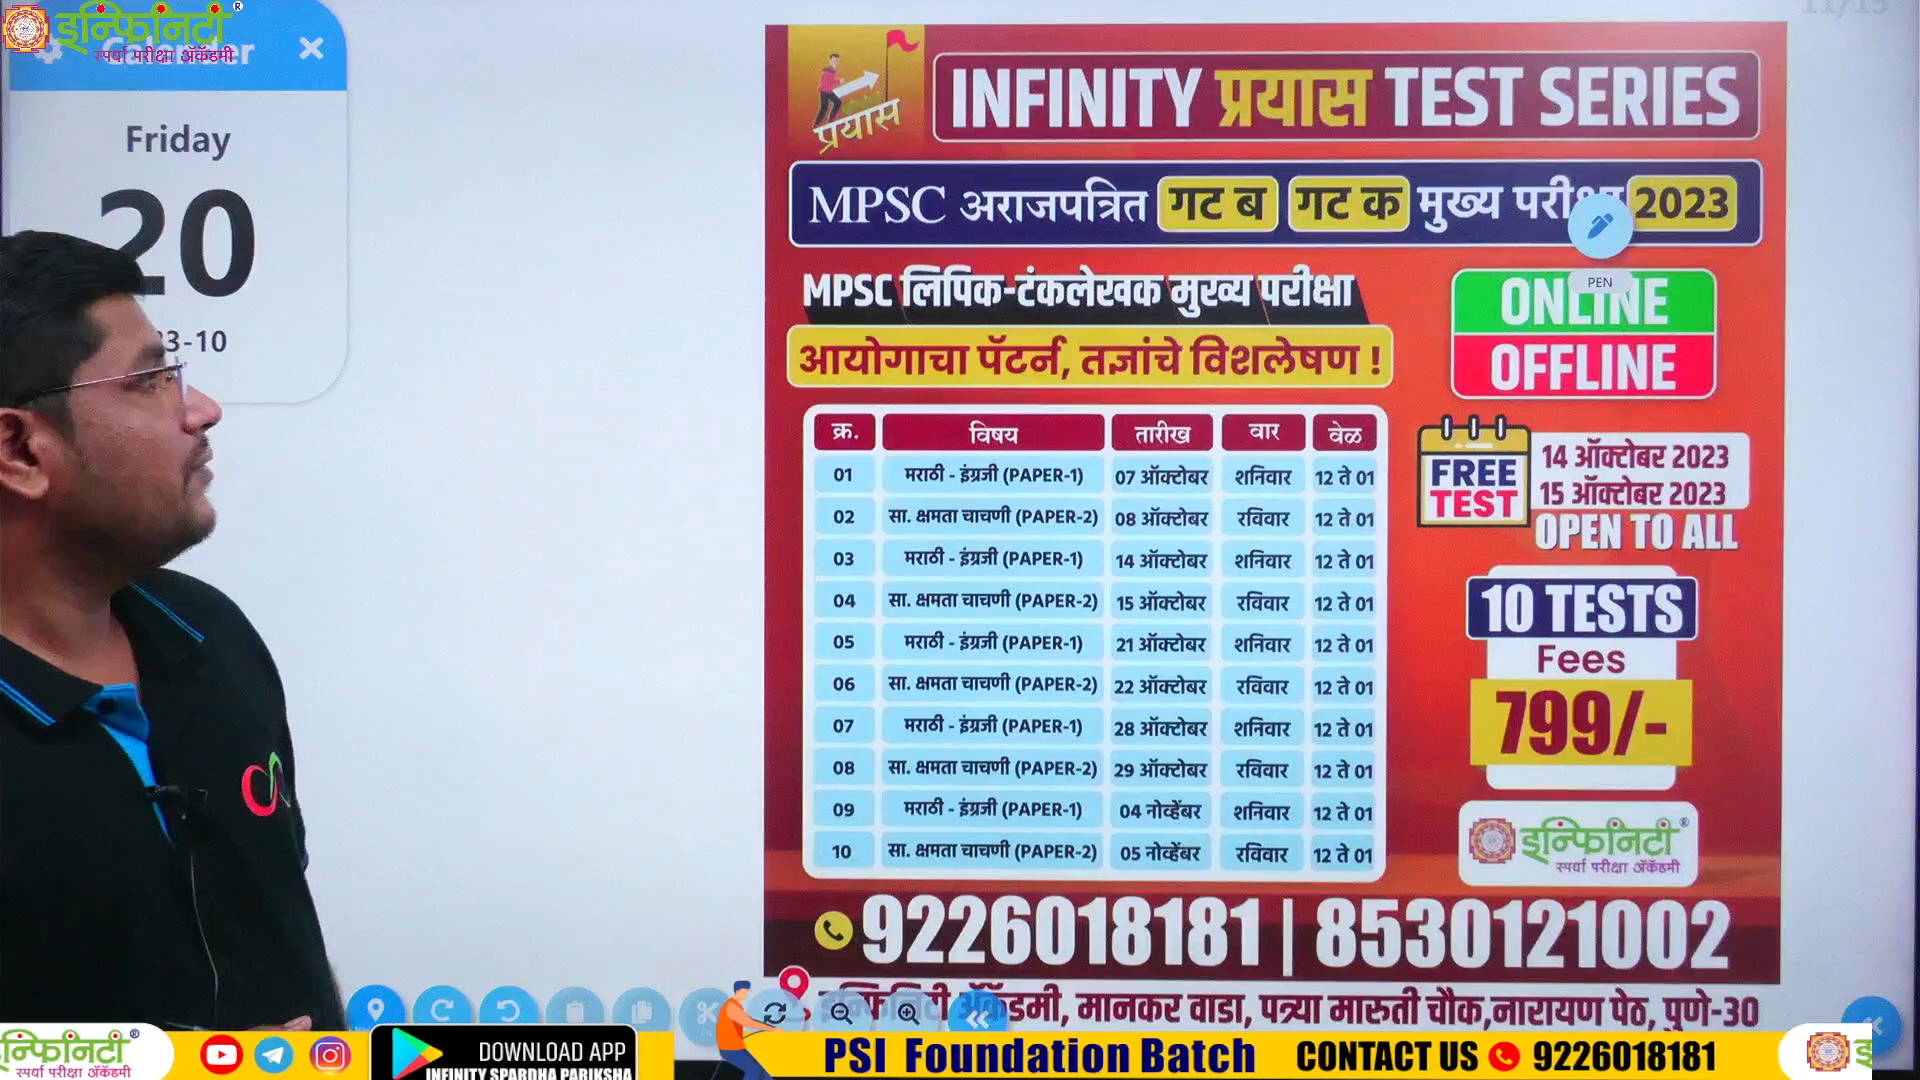 इन्फिनिटी®
स्पर्धा परीक्षा ॲकॅडमी
Calender
Friday
20
3-10
11/15
प्रयास
INFINITY प्रयास TEST SERIES
MPSC अराजपत्रित गट ब गट क मुख्य परीक्षा 2023
PEN
MPSC लिपिक-टंकलेखक मुख्य परीक्षा
आयोगाचा पॅटर्न, तज्ञांचे विशलेषण !
ONLINE
OFFLINE
क्र. विषय तारीख वार वेळ
01 मराठी - इंग्रजी (PAPER-1) 07 ऑक्टोबर शनिवार 12 ते 01
02 सा. क्षमता चाचणी (PAPER-2) 08 ऑक्टोबर रविवार 12 ते 01
03 मराठी - इंग्रजी (PAPER-1) 14 ऑक्टोबर शनिवार 12 ते 01
04 सा. क्षमता चाचणी (PAPER-2) 15 ऑक्टोबर रविवार 12 ते 01
05 मराठी - इंग्रजी (PAPER-1) 21 ऑक्टोबर शनिवार 12 ते 01
06 सा. क्षमता चाचणी (PAPER-2) 22 ऑक्टोबर रविवार 12 ते 01
07 मराठी - इंग्रजी (PAPER-1) 28 ऑक्टोबर शनिवार 12 ते 01
08 सा. क्षमता चाचणी (PAPER-2) 29 ऑक्टोबर रविवार 12 ते 01
09 मराठी - इंग्रजी (PAPER-1) 04 नोव्हेंबर शनिवार 12 ते 01
10 सा. क्षमता चाचणी (PAPER-2) 05 नोव्हेंबर रविवार 12 ते 01
FREE TEST
14 ऑक्टोबर 2023
15 ऑक्टोबर 2023
OPEN TO ALL
10 TESTS
Fees
799/-
इन्फिनिटी®
स्पर्धा परीक्षा ॲकॅडमी
9226018181 | 8530121002
इन्फिनिटी ॲकॅडमी, मानकर वाडा, पत्र्या मारुती चौक,नारायण पेठ, पुणे-30
इन्फिनिटी®
स्पर्धा परीक्षा ॲकॅडमी
DOWNLOAD APP
INFINITY SPARDHA PARIKSHA
PSI Foundation Batch
CONTACT US 9226018181